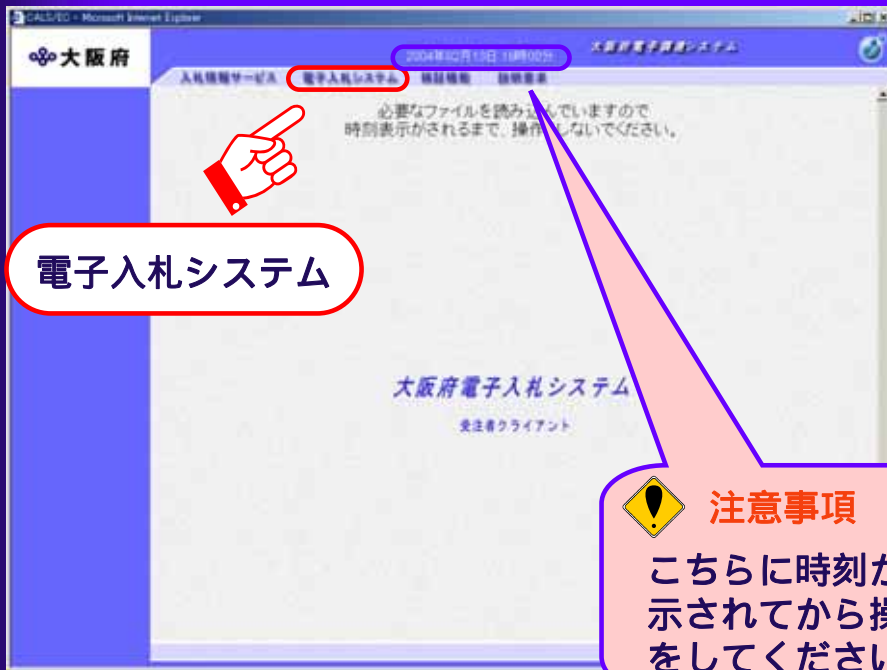 CALS/EC - Microsoft Internet Explorer
大阪府
2004年02月13日 18時00分
大阪府電子調達システム
入札情報サービス 電子入札システム 検証機能 説明要求
必要なファイルを読み込んでいますので
時刻表示がされるまで、操作しないでください。
電子入札システム
大阪府電子入札システム
受注者クライアント
注意事項
こちらに時刻が
示されてから操
をしてください